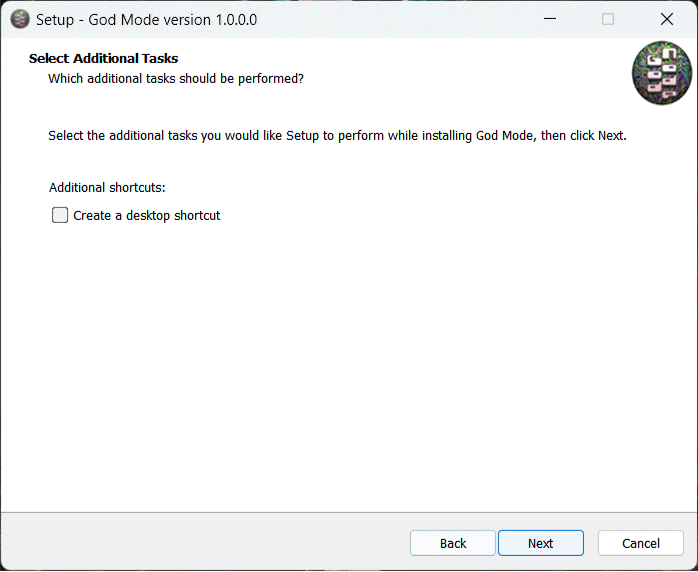 Setup - God Mode version 1.0.0.0
Select Additional Tasks
Which additional tasks should be performed?
Select the additional tasks you would like Setup to perform while installing God Mode, then click Next.
Additional shortcuts:
Create a desktop shortcut
Back
Next
Cancel